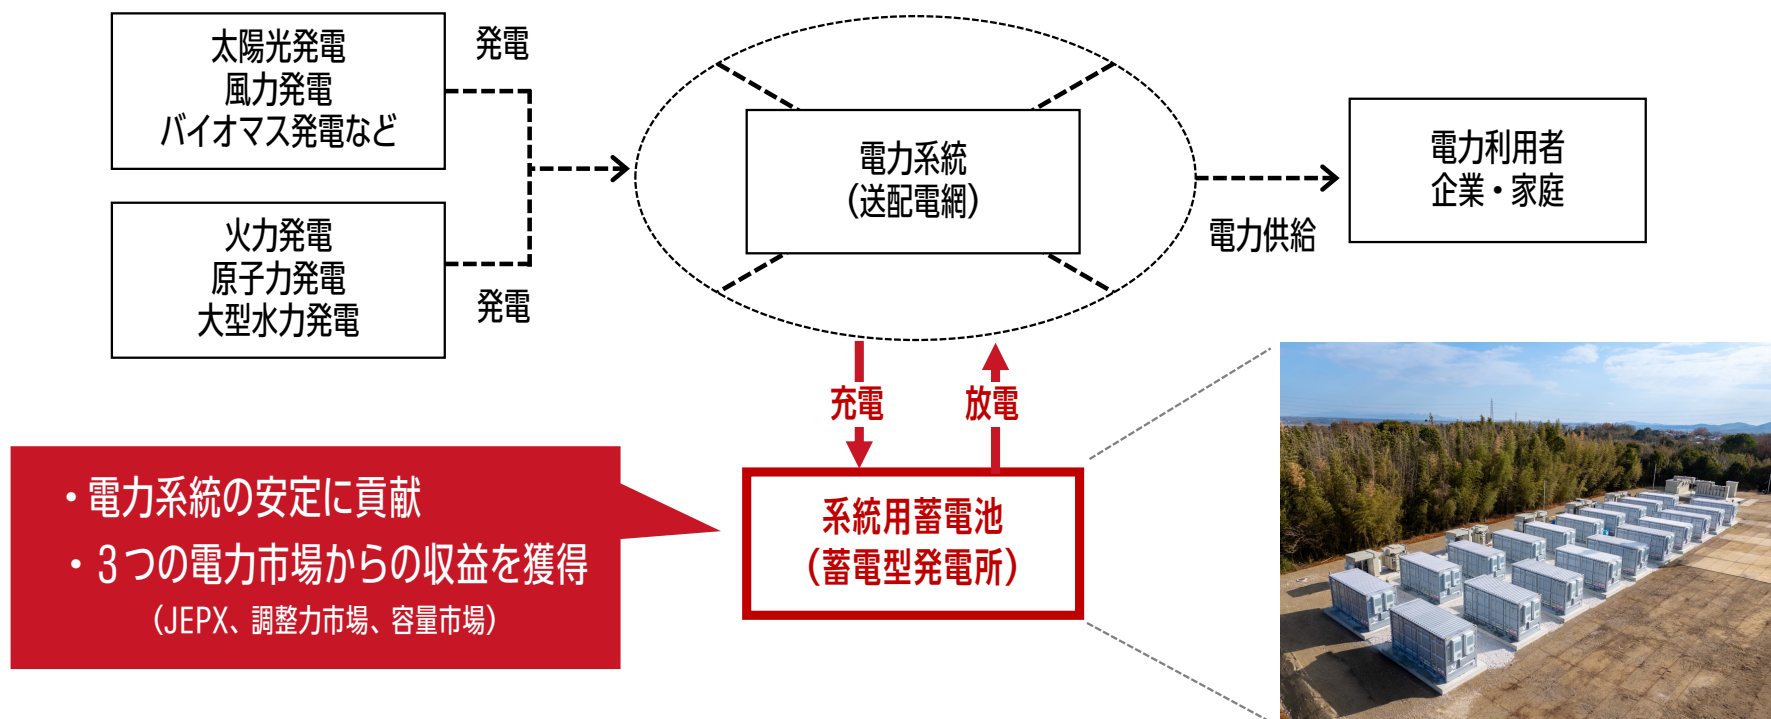 太陽光発電
風力発電
バイオマス発電など
発電
火力発電
原子力発電
大型水力発電
発電
電力系統
(送配電網)
電力供給
電力利用者
企業・家庭
充電
放電
・電力系統の安定に貢献
・３つの電力市場からの収益を獲得
(JEPX、調整力市場、容量市場)
系統用蓄電池
(蓄電型発電所)